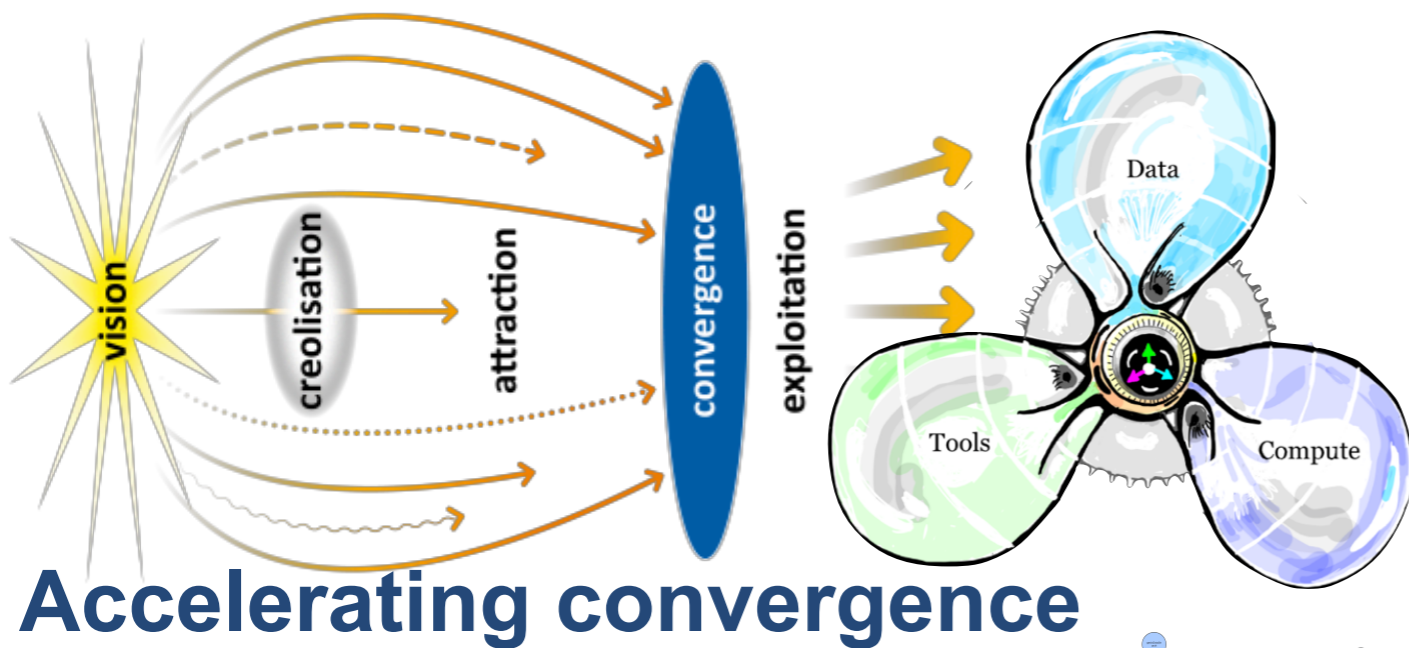 vision
creolisation
attraction
convergence
exploitation
Data
Tools
Compute
Accelerating convergence